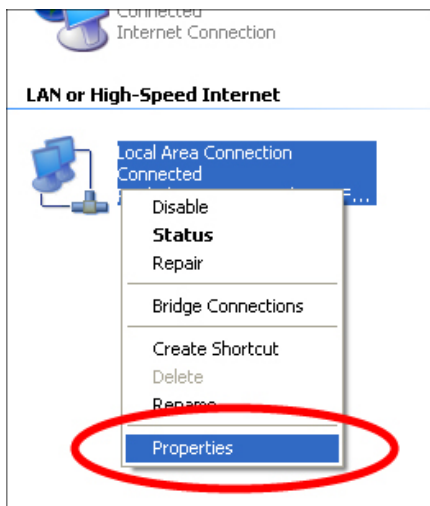 Connected
Internet Connection
LAN or High-Speed Internet
Local Area Connection
Connected
F...
Disable
Status
Repair
Bridge Connections
Create Shortcut
Delete
Rename
Properties